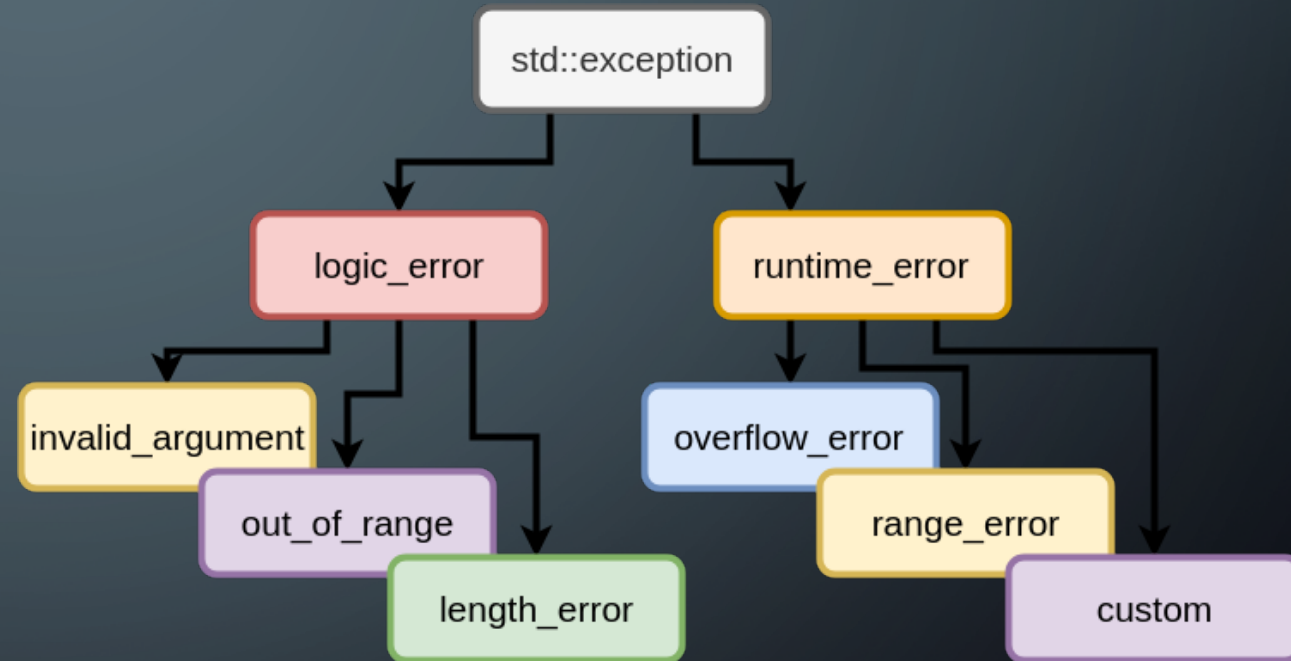 std::exception
logic_error
runtime_error
invalid_argument
overflow_error
out_of_range
range_error
length_error
custom